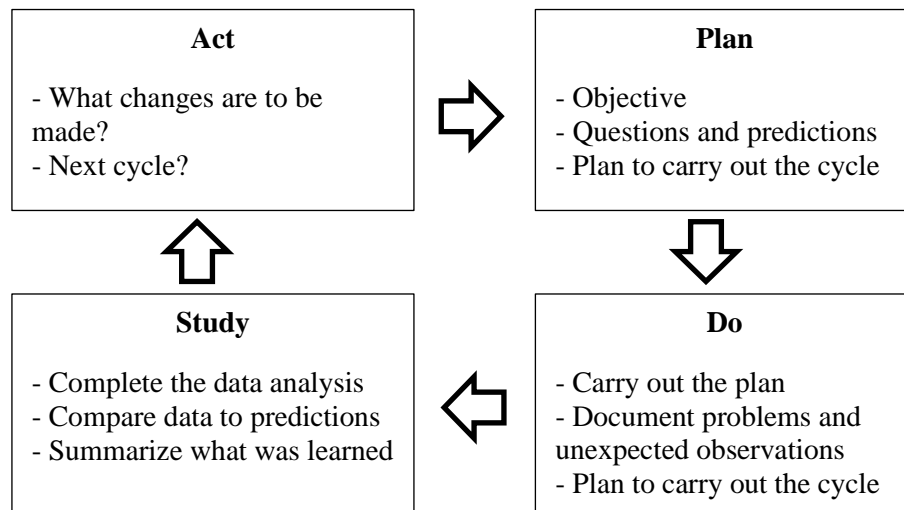 Act
- What changes are to be
made?
- Next cycle?
Plan
- Objective
- Questions and predictions
- Plan to carry out the cycle
Study
- Complete the data analysis
- Compare data to predictions
- Summarize what was learned
Do
- Carry out the plan
- Document problems and
unexpected observations
- Plan to carry out the cycle